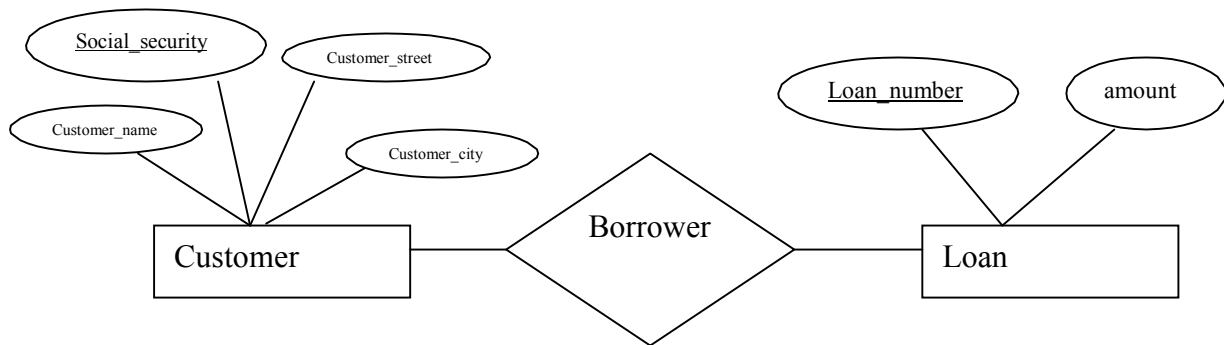 Social_security
Customer_street
Loan_number
amount
Customer_name
Customer_city
Borrower
Customer
Loan